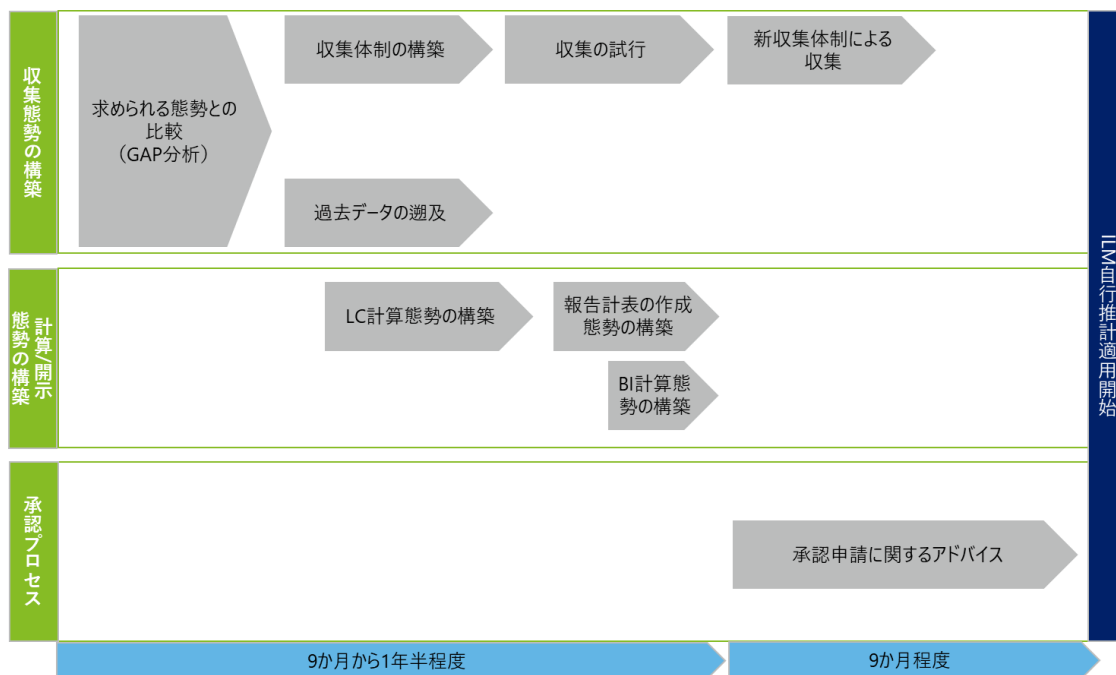 収集態勢の構築
求められる態勢との
比較
（GAP分析）
収集体制の構築
収集の試行
新収集体制による
収集
過去データの遡及
計算/開示
態勢の構築
LC計算態勢の構築
報告計表の作成
態勢の構築
BI計算態
勢の構築
承認プロセス
承認申請に関するアドバイス
ILM自行推計適用開始
9か月から1年半程度
9か月程度